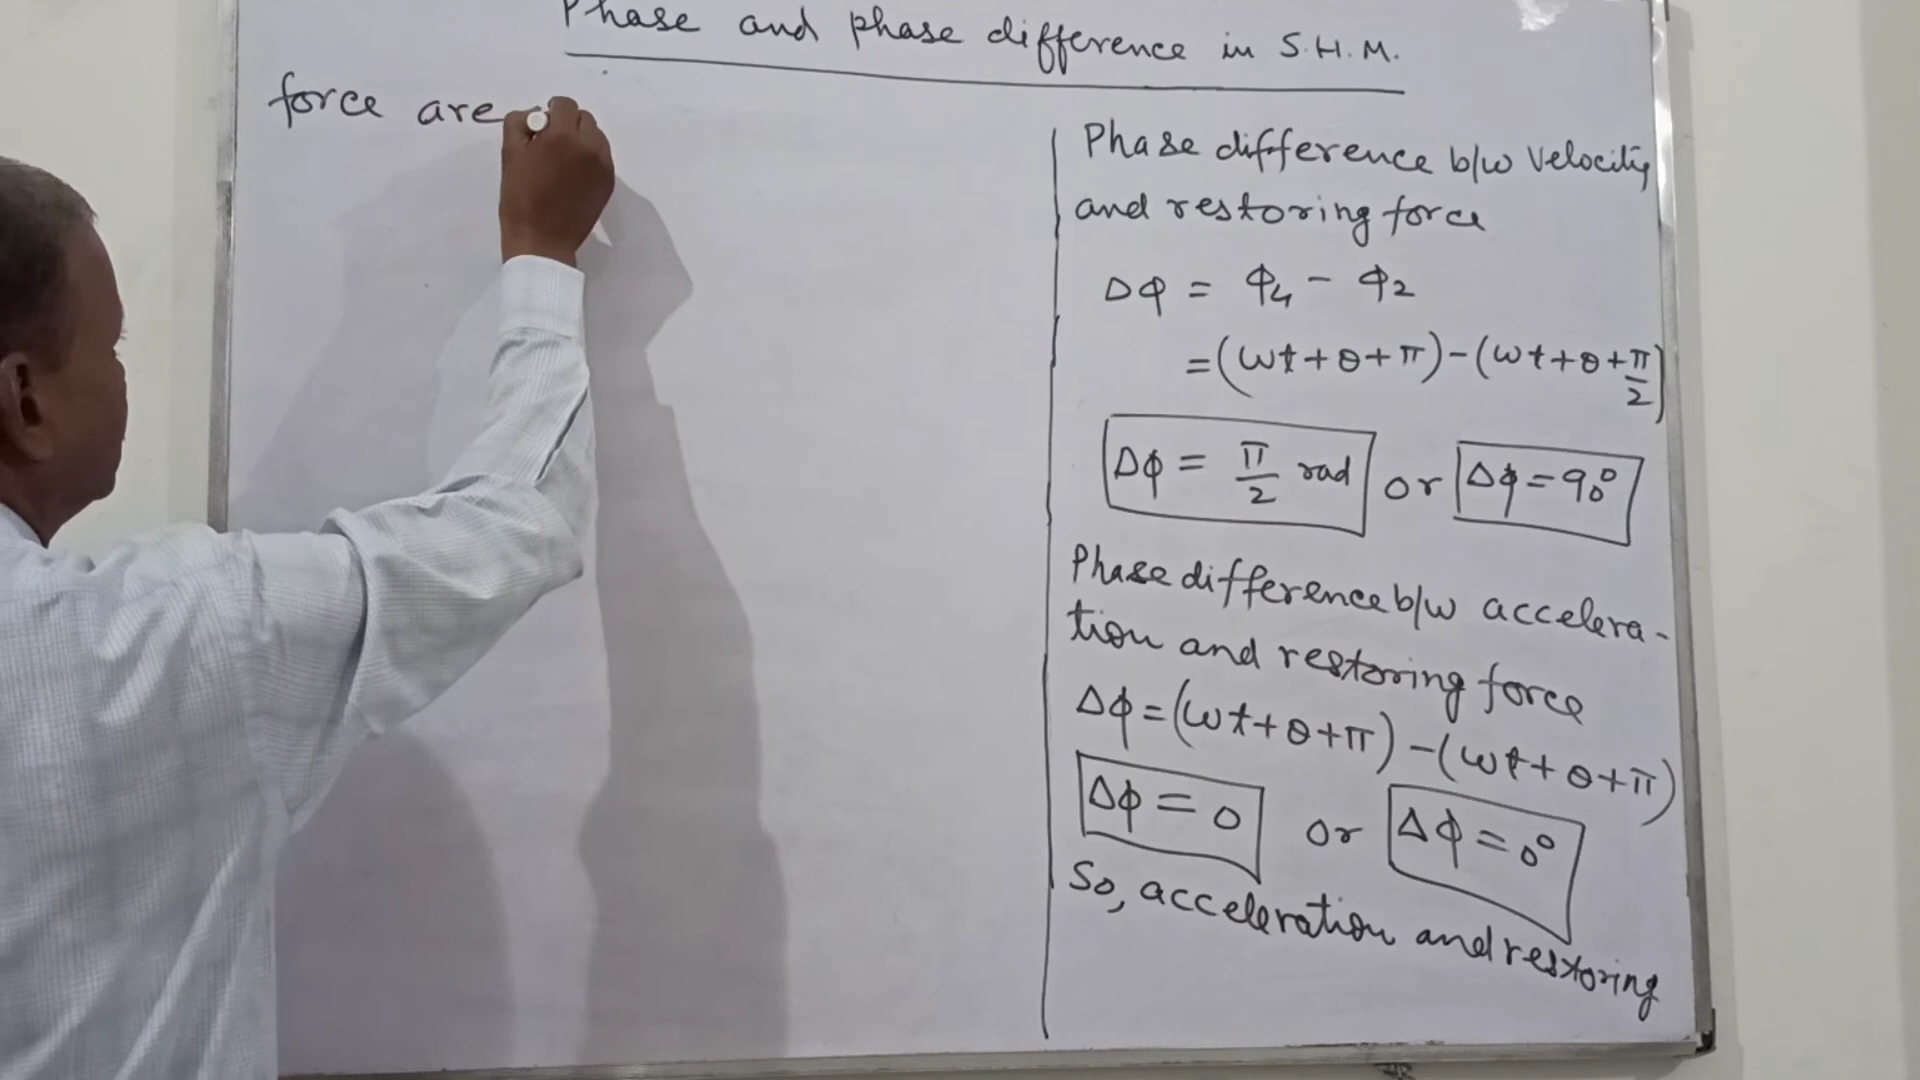 Phase and phase difference in S.H.M.
force are
Phase difference b/w velocity
and restoring force
Δφ = φ4 - φ2
=(ωt+θ+π)-(ωt+θ+π/2)
Δφ = π/2 rad or Δφ=90°
Phase difference b/w accelera-
tion and restoring force
Δφ=(ωt+θ+π)-(ωt+θ+π)
Δφ = 0 or Δφ=0°
So, acceleration and restoring